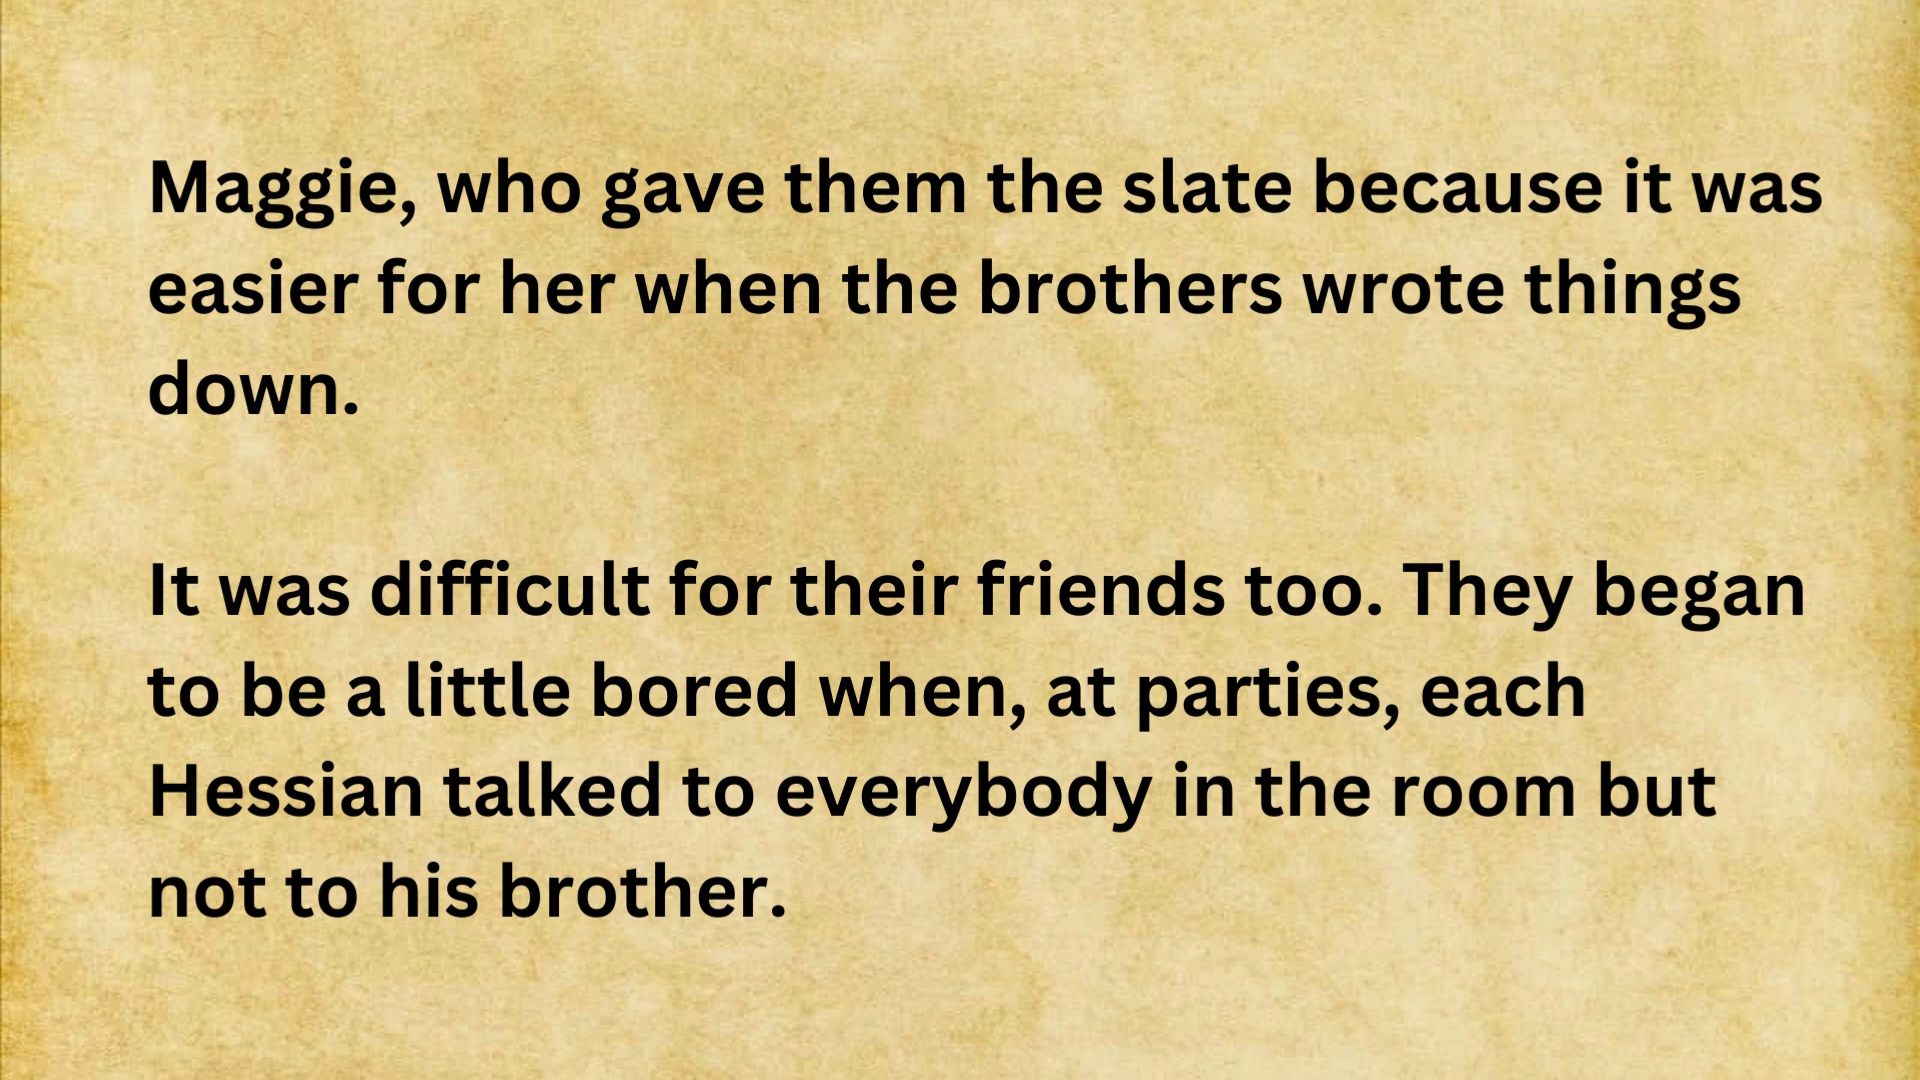 Maggie, who gave them the slate because it was
easier for her when the brothers wrote things
down.
It was difficult for their friends too. They began
to be a little bored when, at parties, each
Hessian talked to everybody in the room but
not to his brother.